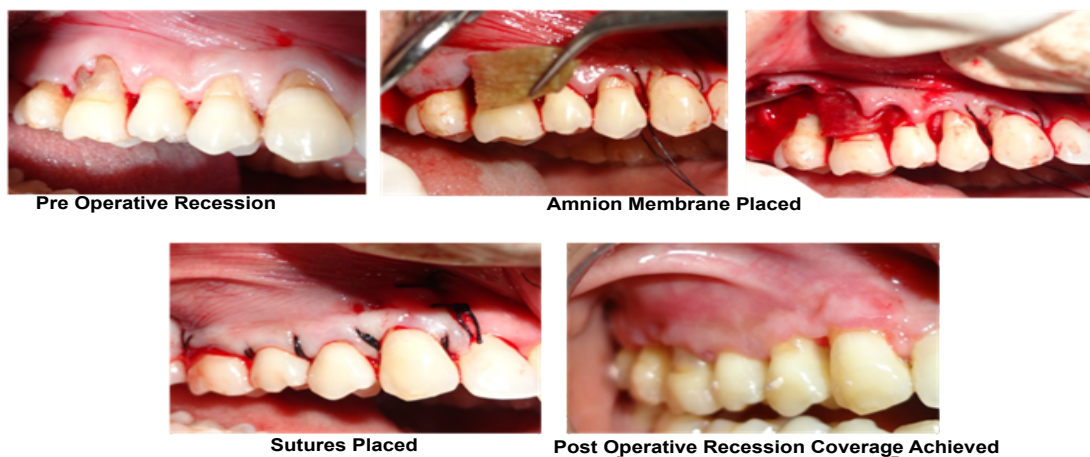 Pre Operative Recession
Amnion Membrane Placed
Sutures Placed
Post Operative Recession Coverage Achieved